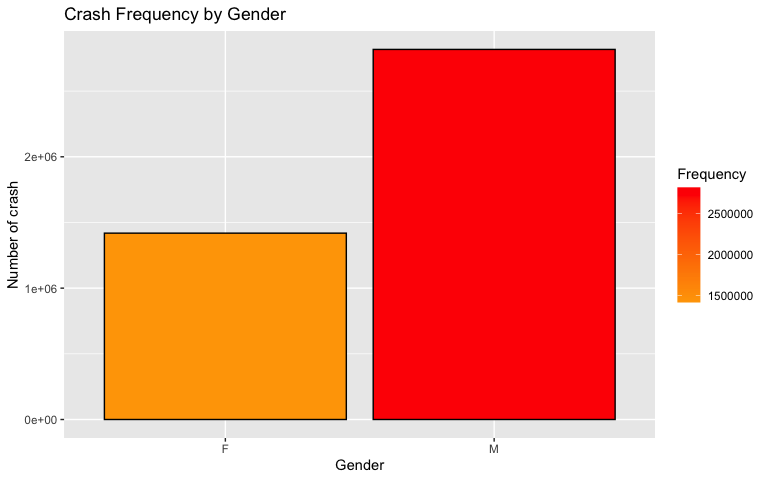 Crash Frequency by Gender
Number of crash
2e+06
1e+06
0e+00
F
M
Gender
Frequency
2500000
2000000
1500000